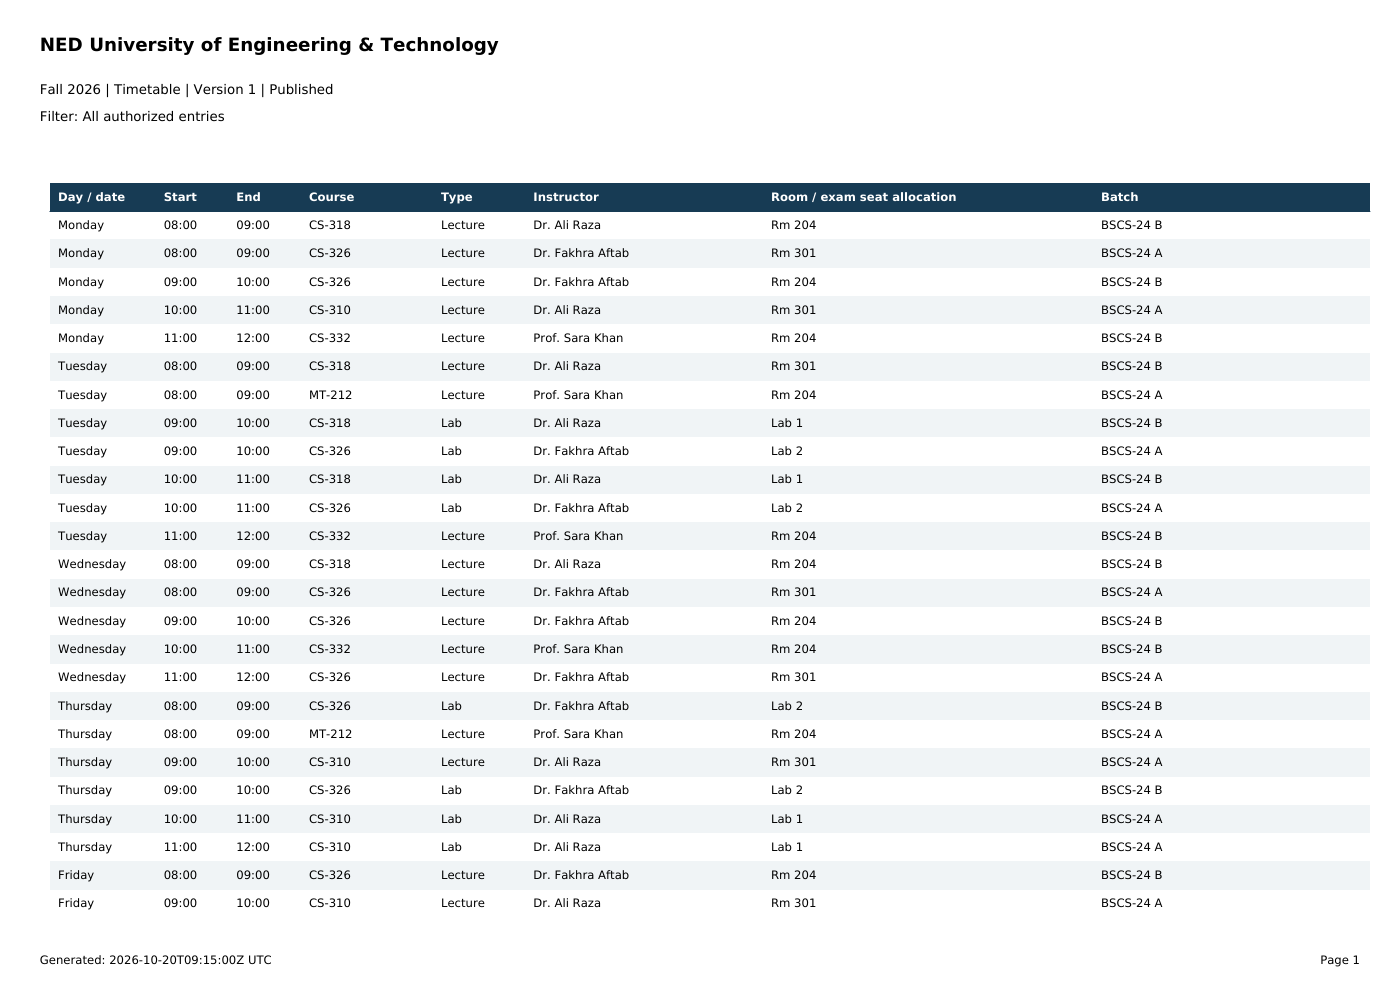 NED University of Engineering & Technology
Fall 2026 | Timetable | Version 1 | Published
Filter: All authorized entries
Day / date Start End Course Type Instructor Room / exam seat allocation Batch
Monday 08:00 09:00 CS-318 Lecture Dr. Ali Raza Rm 204 BSCS-24 B
Monday 08:00 09:00 CS-326 Lecture Dr. Fakhra Aftab Rm 301 BSCS-24 A
Monday 09:00 10:00 CS-326 Lecture Dr. Fakhra Aftab Rm 204 BSCS-24 B
Monday 10:00 11:00 CS-310 Lecture Dr. Ali Raza Rm 301 BSCS-24 A
Monday 11:00 12:00 CS-332 Lecture Prof. Sara Khan Rm 204 BSCS-24 B
Tuesday 08:00 09:00 CS-318 Lecture Dr. Ali Raza Rm 301 BSCS-24 B
Tuesday 08:00 09:00 MT-212 Lecture Prof. Sara Khan Rm 204 BSCS-24 A
Tuesday 09:00 10:00 CS-318 Lab Dr. Ali Raza Lab 1 BSCS-24 B
Tuesday 09:00 10:00 CS-326 Lab Dr. Fakhra Aftab Lab 2 BSCS-24 A
Tuesday 10:00 11:00 CS-318 Lab Dr. Ali Raza Lab 1 BSCS-24 B
Tuesday 10:00 11:00 CS-326 Lab Dr. Fakhra Aftab Lab 2 BSCS-24 A
Tuesday 11:00 12:00 CS-332 Lecture Prof. Sara Khan Rm 204 BSCS-24 B
Wednesday 08:00 09:00 CS-318 Lecture Dr. Ali Raza Rm 204 BSCS-24 B
Wednesday 08:00 09:00 CS-326 Lecture Dr. Fakhra Aftab Rm 301 BSCS-24 A
Wednesday 09:00 10:00 CS-326 Lecture Dr. Fakhra Aftab Rm 204 BSCS-24 B
Wednesday 10:00 11:00 CS-332 Lecture Prof. Sara Khan Rm 204 BSCS-24 B
Wednesday 11:00 12:00 CS-326 Lecture Dr. Fakhra Aftab Rm 301 BSCS-24 A
Thursday 08:00 09:00 CS-326 Lab Dr. Fakhra Aftab Lab 2 BSCS-24 B
Thursday 08:00 09:00 MT-212 Lecture Prof. Sara Khan Rm 204 BSCS-24 A
Thursday 09:00 10:00 CS-310 Lecture Dr. Ali Raza Rm 301 BSCS-24 A
Thursday 09:00 10:00 CS-326 Lab Dr. Fakhra Aftab Lab 2 BSCS-24 B
Thursday 10:00 11:00 CS-310 Lab Dr. Ali Raza Lab 1 BSCS-24 A
Thursday 11:00 12:00 CS-310 Lab Dr. Ali Raza Lab 1 BSCS-24 A
Friday 08:00 09:00 CS-326 Lecture Dr. Fakhra Aftab Rm 204 BSCS-24 B
Friday 09:00 10:00 CS-310 Lecture Dr. Ali Raza Rm 301 BSCS-24 A
Generated: 2026-10-20T09:15:00Z UTC Page 1